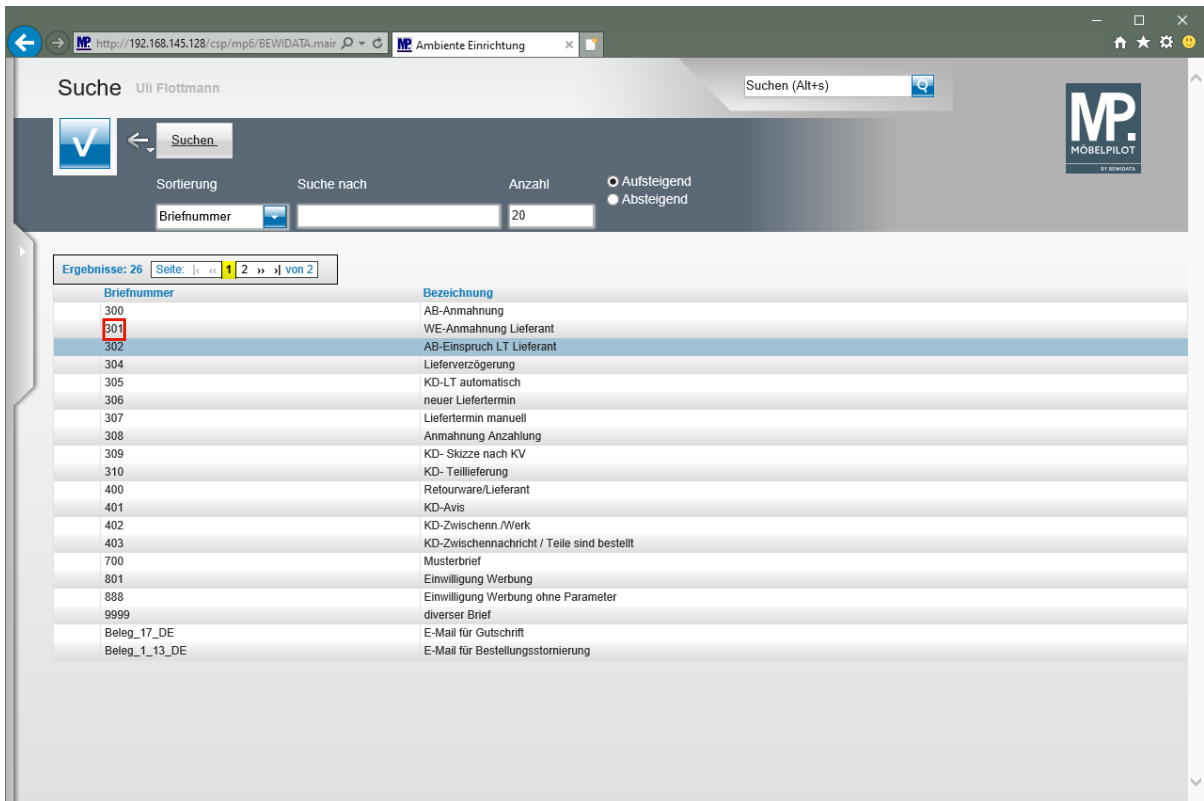 http://192.168.145.128/csp/mp6/BEWIDATA.mair
MP Ambiente Einrichtung
Suche Uli Flottmann
Suchen (Alt+s)
MP.
MÖBELPILOT
BY BEWIDATA
Suchen
Sortierung Suche nach Anzahl
Aufsteigend
Absteigend
Briefnummer 20
Ergebnisse: 26 Seite: |‹ ‹‹ 1 2 ›› ›| von 2
Briefnummer Bezeichnung
300 AB-Anmahnung
301 WE-Anmahnung Lieferant
302 AB-Einspruch LT Lieferant
304 Lieferverzögerung
305 KD-LT automatisch
306 neuer Liefertermin
307 Liefertermin manuell
308 Anmahnung Anzahlung
309 KD- Skizze nach KV
310 KD- Teillieferung
400 Retourware/Lieferant
401 KD-Avis
402 KD-Zwischenn./Werk
403 KD-Zwischennachricht / Teile sind bestellt
700 Musterbrief
801 Einwilligung Werbung
888 Einwilligung Werbung ohne Parameter
9999 diverser Brief
Beleg_17_DE E-Mail für Gutschrift
Beleg_1_13_DE E-Mail für Bestellungsstornierung